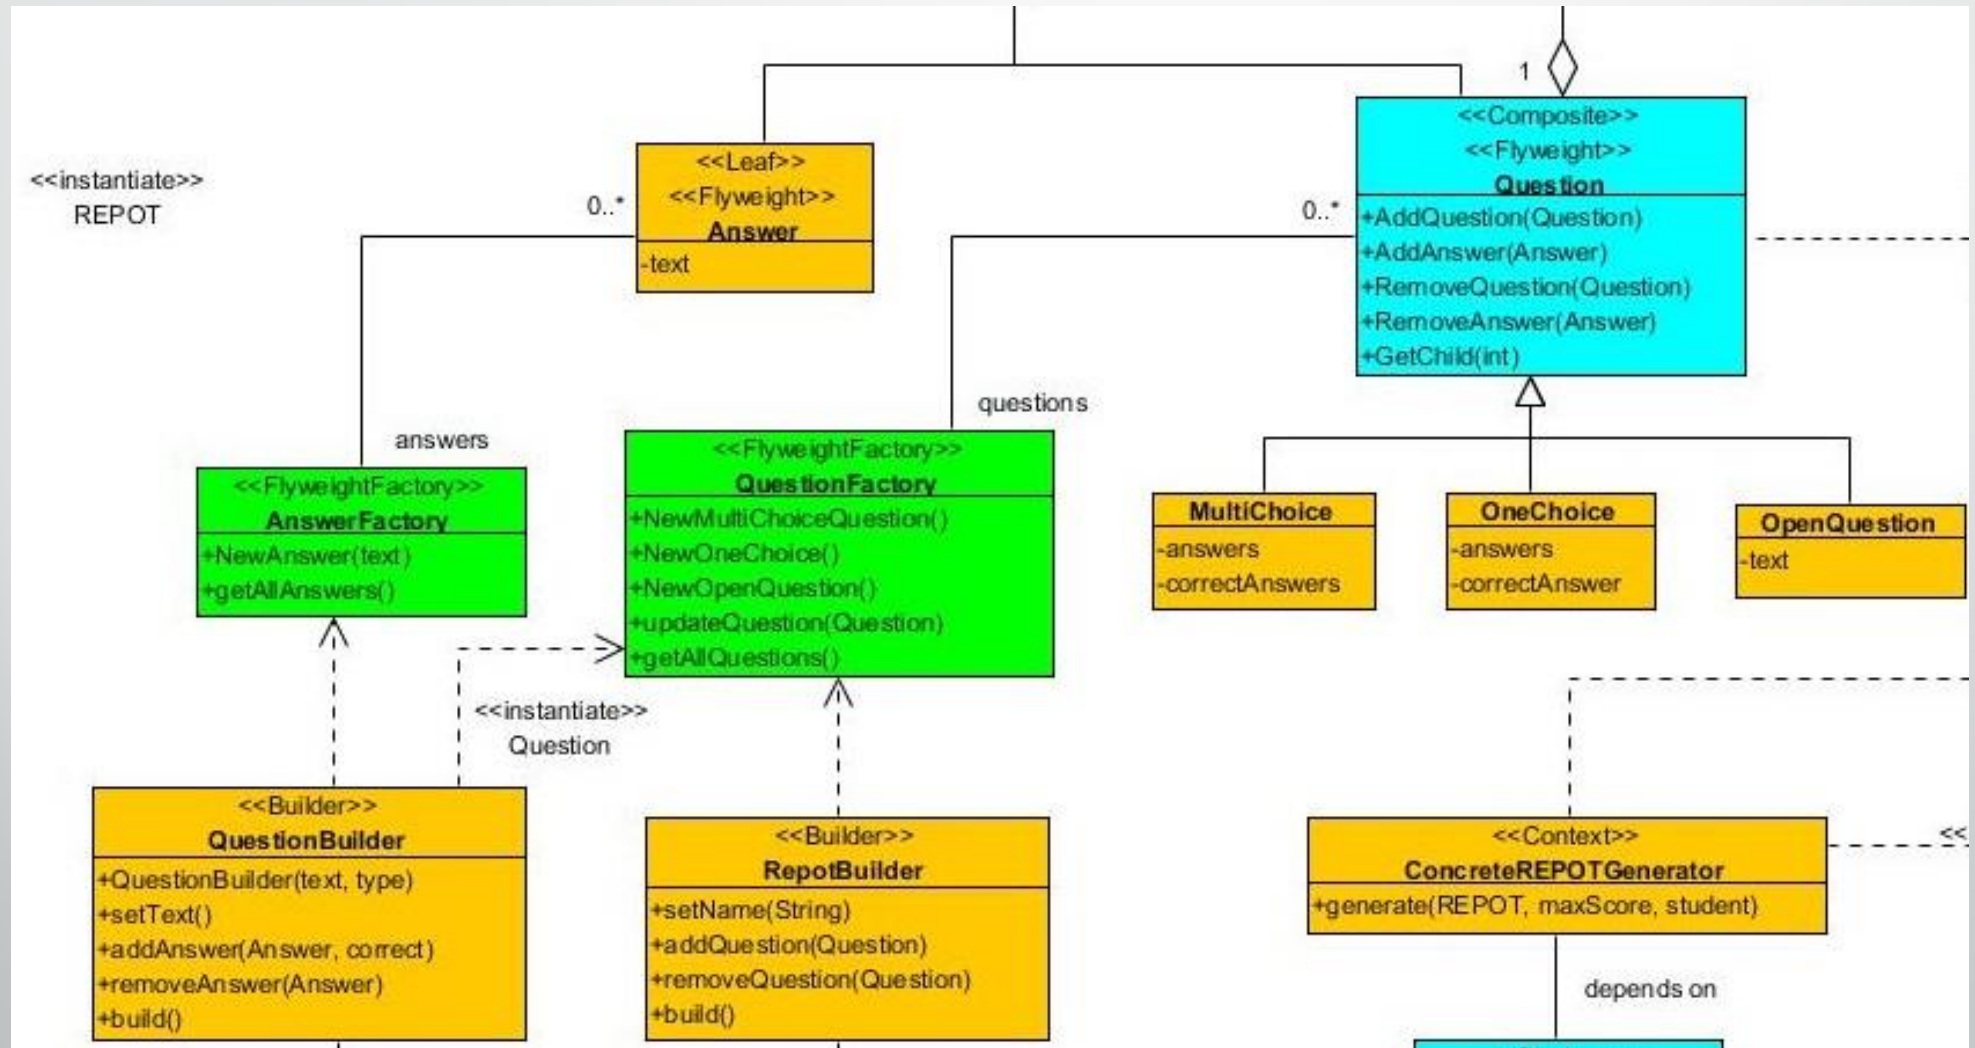 <<instantiate>>
REPOT
0..*
<<Leaf>>
<<Flyweight>>
Answer
-text
1
<<Composite>>
<<Flyweight>>
Question
+AddQuestion(Question)
+AddAnswer(Answer)
+RemoveQuestion(Question)
+RemoveAnswer(Answer)
+GetChild(int)
0..*
answers
questions
<<FlyweightFactory>>
AnswerFactory
+NewAnswer(text)
+getAllAnswers()
<<FlyweightFactory>>
QuestionFactory
+NewMultiChoiceQuestion()
+NewOneChoice()
+NewOpenQuestion()
+updateQuestion(Question)
+getAllQuestions()
MultiChoice
-answers
-correctAnswers
OneChoice
-answers
-correctAnswer
OpenQuestion
-text
<<instantiate>>
Question
<<Builder>>
QuestionBuilder
+QuestionBuilder(text, type)
+setText()
+addAnswer(Answer, correct)
+removeAnswer(Answer)
+build()
<<Builder>>
RepotBuilder
+setName(String)
+addQuestion(Question)
+removeQuestion(Question)
+build()
<<Context>>
ConcreteREPOTGenerator
+generate(REPOT, maxScore, student)
<<
depends on